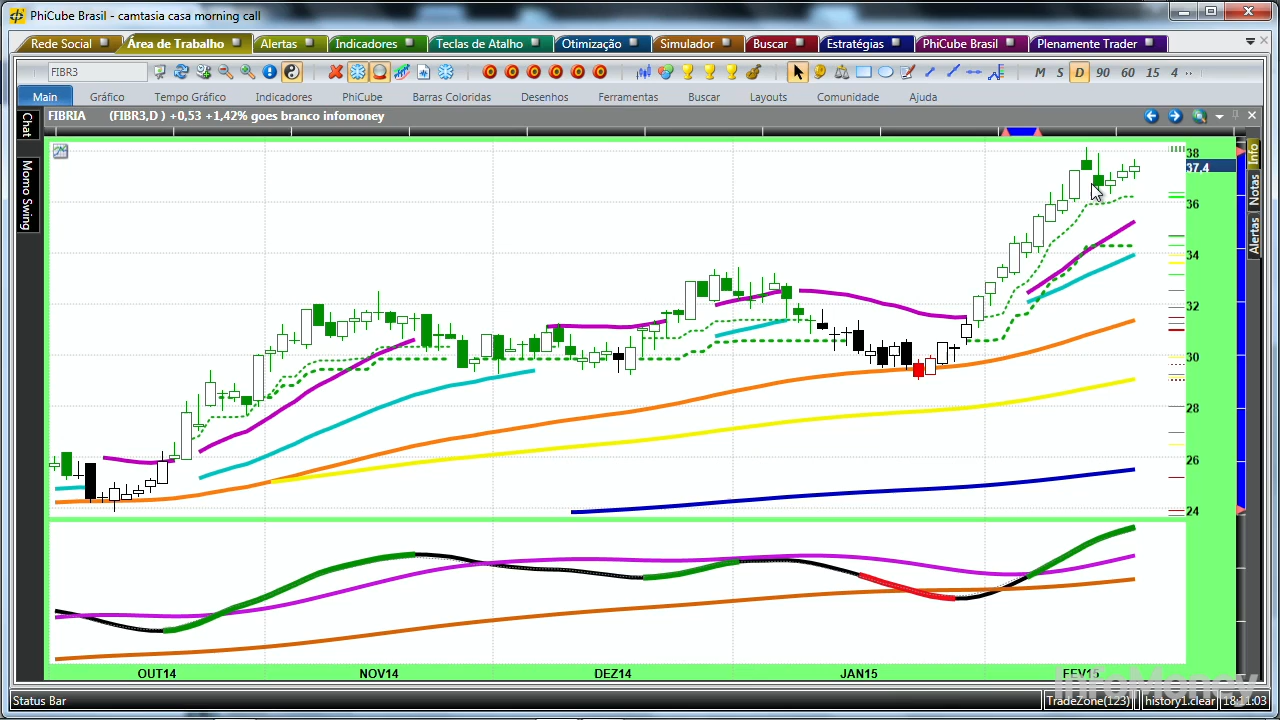 PhiCube Brasil - camtasia casa morning call
Rede Social Área de Trabalho Alertas Indicadores Teclas de Atalho Otimização Simulador Buscar Estratégias PhiCube Brasil Plenamente Trader
FIBR3 M S D 90 60 15 4
Main Gráfico Tempo Gráfico Indicadores PhiCube Barras Coloridas Desenhos Ferramentas Buscar Layouts Comunidade Ajuda
FIBRIA (FIBR3,D ) +0,53 +1,42% goes branco infomoney
Chat
Momo Swing
Info
Notas
Alertas
38
37,4
36
34
32
30
28
26
24
OUT14 NOV14 DEZ14 JAN15 FEV15
InfoMoney
Status Bar TradeZone(123) history1.clear 18:11:03